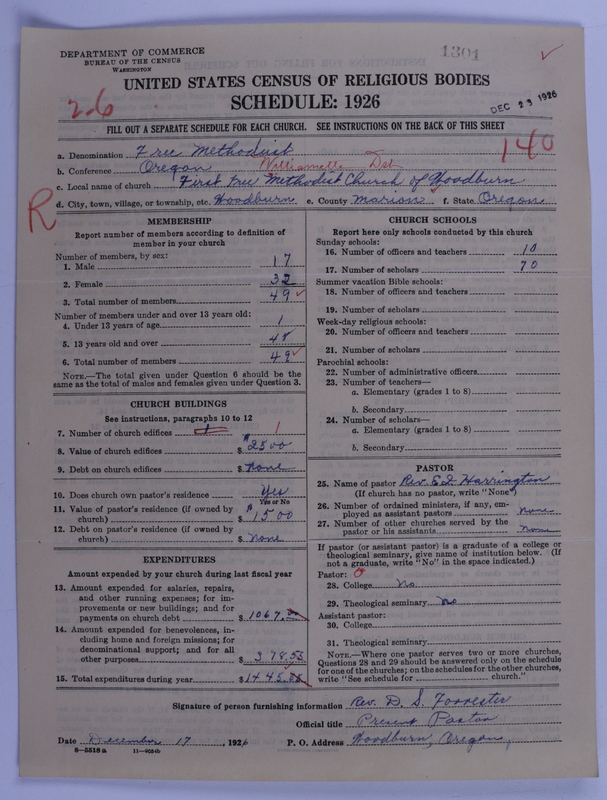 DEPARTMENT OF COMMERCE
BUREAU OF THE CENSUS
WASHINGTON
1301
UNITED STATES CENSUS OF RELIGIOUS BODIES
SCHEDULE: 1926
DEC 23 1926
26
FILL OUT A SEPARATE SCHEDULE FOR EACH CHURCH. SEE INSTRUCTIONS ON THE BACK OF THIS SHEET
140
a. Denomination Free Methodist
b. Conference Oregon Williamette Dst
c. Local name of church First Free Methodist Church of Woodburn
d. City, town, village, or township, etc. Woodburn e. County Marion f. State Oregon
R
MEMBERSHIP
Report number of members according to definition of
member in your church
Number of members, by sex:
1. Male 17
2. Female 32
3. Total number of members 49
Number of members under and over 13 years old:
4. Under 13 years of age 1
5. 13 years old and over 48
6. Total number of members 49
NOTE.—The total given under Question 6 should be
same as the total of males and females given under Question 3.
CHURCH BUILDINGS
See instructions, paragraphs 10 to 12
7. Number of church edifices 1
8. Value of church edifices $ 2500
9. Debt on church edifices $ None
10. Does church own pastor's residence Yes
Yes or No
11. Value of pastor's residence (if owned by
church) $ 1500
12. Debt on pastor's residence (if owned by
church) $ None
EXPENDITURES
Amount expended by your church during last fiscal year
13. Amount expended for salaries, repairs,
and other running expenses; for im-
provements or new buildings; and for
payments on church debt $ 1067.
14. Amount expended for benevolences, in-
cluding home and foreign missions; for
denominational support; and for all
other purposes $ 378.55
15. Total expenditures during year $ 1445.
CHURCH SCHOOLS
Report here only schools conducted by this church
Sunday schools:
16. Number of officers and teachers 10
17. Number of scholars 70
Summer vacation Bible schools:
18. Number of officers and teachers
19. Number of scholars
Week-day religious schools:
20. Number of officers and teachers
21. Number of scholars
Parochial schools:
22. Number of administrative officers
23. Number of teachers—
a. Elementary (grades 1 to 8)
b. Secondary
24. Number of scholars—
a. Elementary (grades 1 to 8)
b. Secondary
PASTOR
25. Name of pastor Rev. E. D. Harrington
(If church has no pastor, write "None")
26. Number of ordained ministers, if any, em-
ployed as assistant pastors None
27. Number of other churches served by the
pastor or his assistants None
If pastor (or assistant pastor) is a graduate of a college or
theological seminary, give name of institution below. (If
not a graduate, write "No" in the space indicated.)
Pastor: 0
28. College No
29. Theological seminary No
Assistant pastor:
30. College
31. Theological seminary
NOTE.—Where one pastor serves two or more churches,
Questions 28 and 29 should be answered only on the schedule
for one of the churches; on the schedules for the other churches,
write "See schedule for church."
Signature of person furnishing information Rev. D. S. Forrester
Official title Present Pastor
Date December 17, 1926 P. O. Address Woodburn, Oregon,
8—5518a 11—9054b